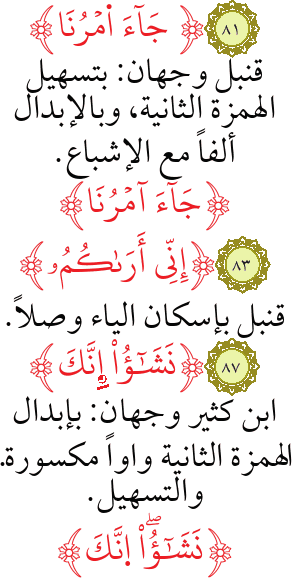 ﴿ جَآءَ اَمْرُنَا ﴾ ٨١
قنبل وجهان: بتسهيل
الهمزة الثانية، وبالإبدال
ألفاً مع الإشباع.
﴿ جَآءَ آمْرُنَا ﴾
﴿ إِنِّى أَرَىٰكُمُۥ ﴾ ٨٣
قنبل بإسكان الياء وصلاً.
﴿ نَشَـٰٓؤُا۟ إِنَّكَ ﴾ ٨٧
ابن كثير وجهان: بإبدال
الهمزة الثانية واواً مكسورة.
والتسهيل.
﴿ نَشَـٰٓؤُا۟ اِنَّكَ ﴾